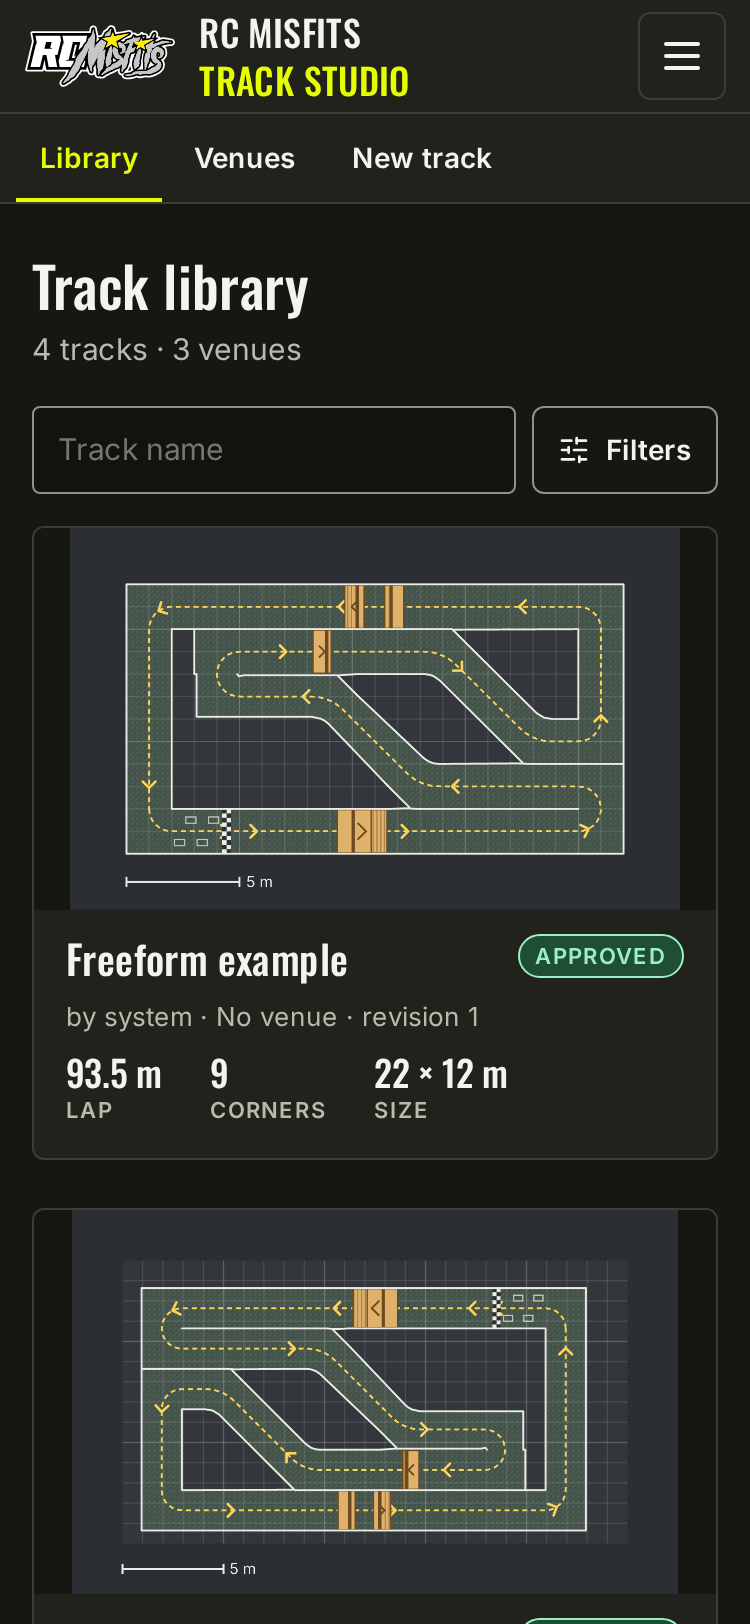 RC Misfits
RC MISFITS
TRACK STUDIO
Library
Venues
New track
Track library
4 tracks · 3 venues
Track name
Filters
5 m
Freeform example
APPROVED
by system · No venue · revision 1
93.5 m
9
22 × 12 m
LAP
CORNERS
SIZE
5 m